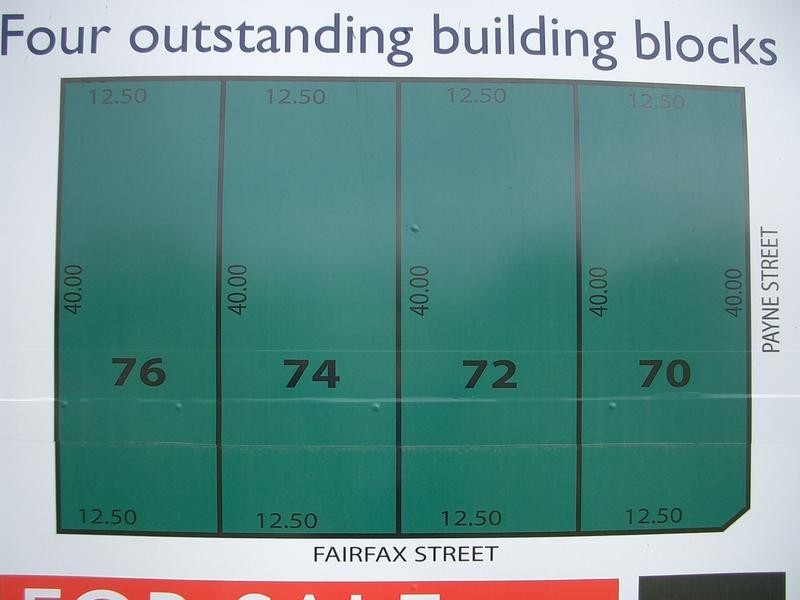 Four outstanding building blocks
12.50 12.50 12.50 12.50
40.00 40.00 40.00 40.00 40.00
PAYNE STREET
76 74 72 70
12.50 12.50 12.50 12.50
FAIRFAX STREET
FOR SALE